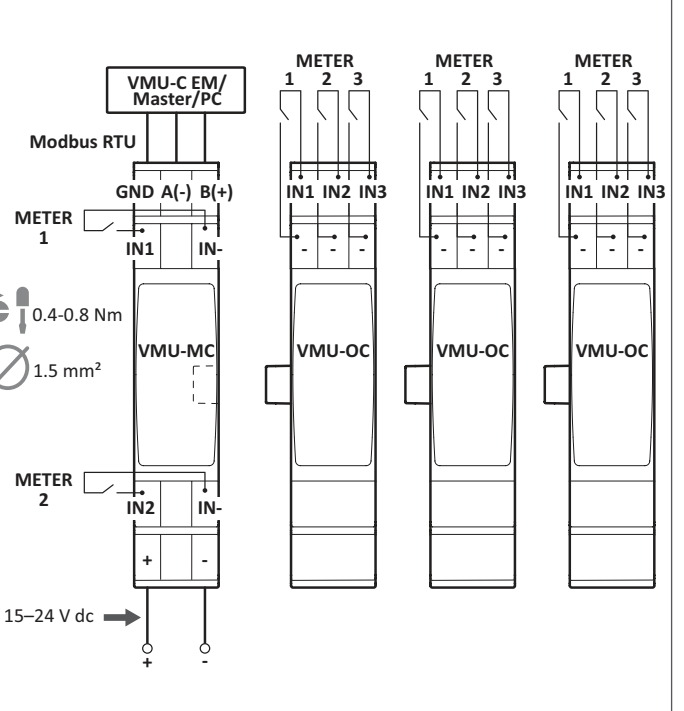 VMU-C EM/
Master/PC
Modbus RTU
GND A(-) B(+)
METER
1
IN1 IN-
0.4-0.8 Nm
1.5 mm²
VMU-MC
METER
2
IN2 IN-
+ -
15–24 V dc
+ -
METER
1 2 3
IN1 IN2 IN3
- - -
VMU-OC
METER
1 2 3
IN1 IN2 IN3
- - -
VMU-OC
METER
1 2 3
IN1 IN2 IN3
- - -
VMU-OC